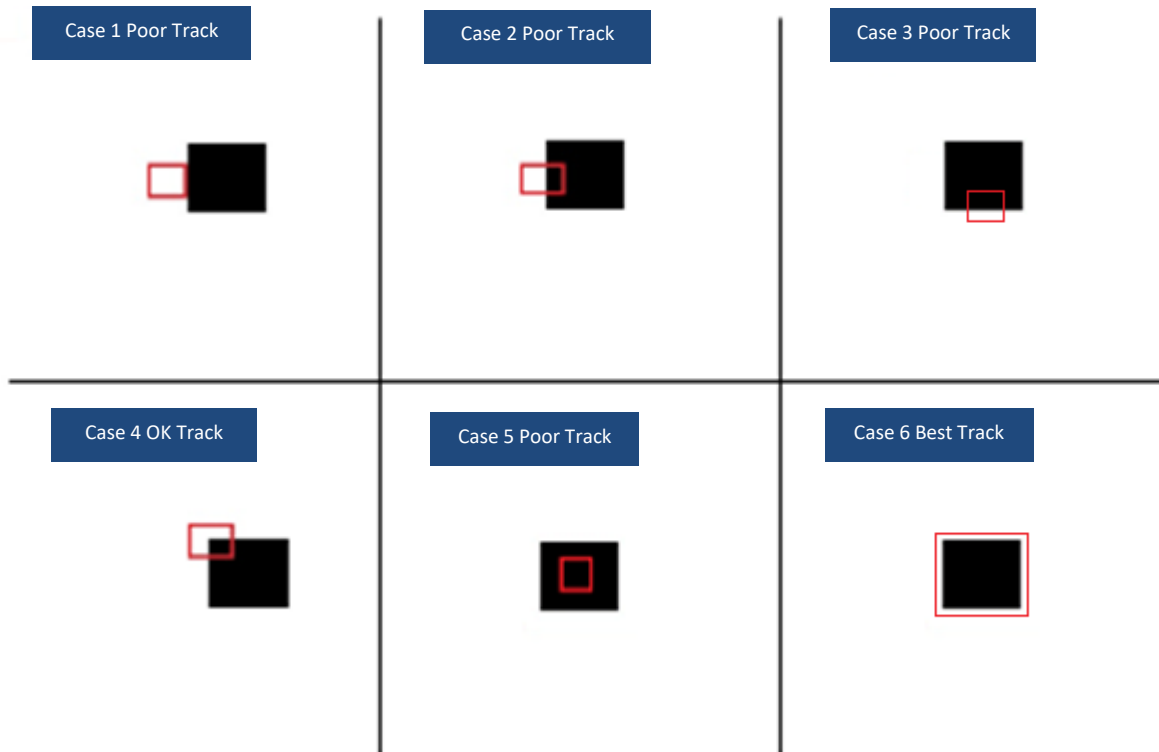 Case 1 Poor Track
Case 2 Poor Track
Case 3 Poor Track
Case 4 OK Track
Case 5 Poor Track
Case 6 Best Track